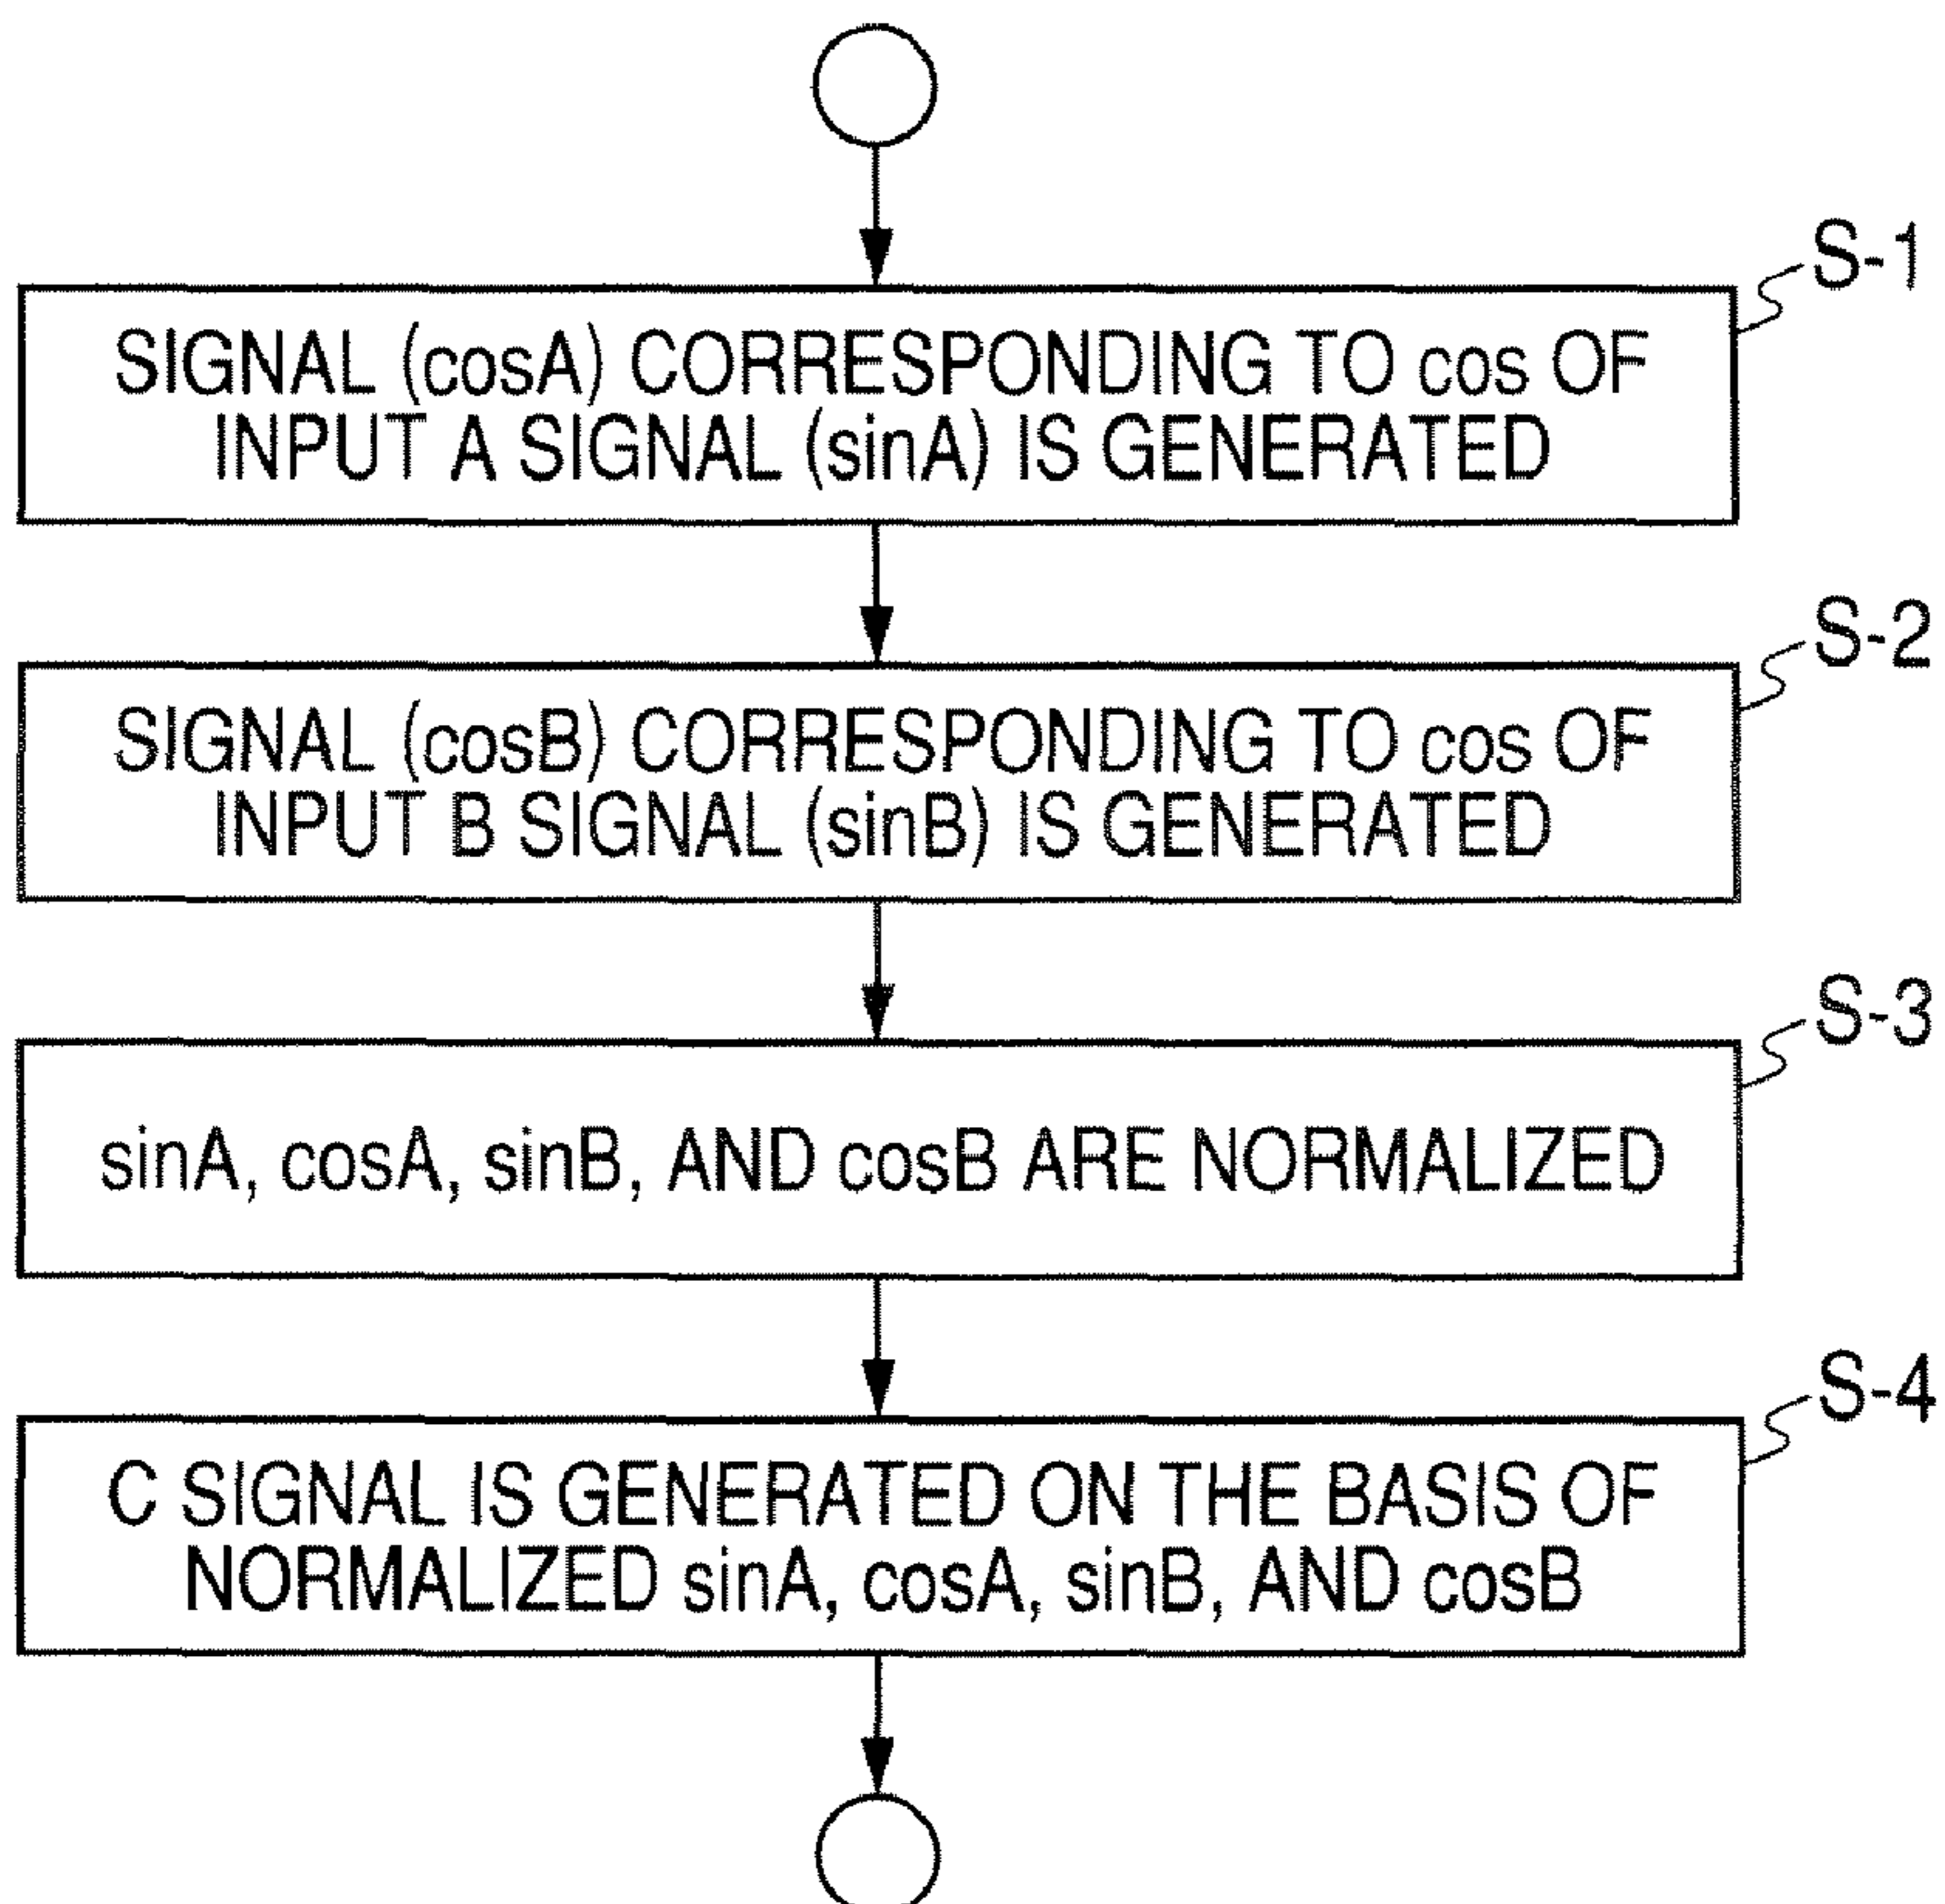 S-1
SIGNAL (cosA) CORRESPONDING TO cos OF
INPUT A SIGNAL (sinA) IS GENERATED
S-2
SIGNAL (cosB) CORRESPONDING TO cos OF
INPUT B SIGNAL (sinB) IS GENERATED
S-3
sinA, cosA, sinB, AND cosB ARE NORMALIZED
S-4
C SIGNAL IS GENERATED ON THE BASIS OF
NORMALIZED sinA, cosA, sinB, AND cosB